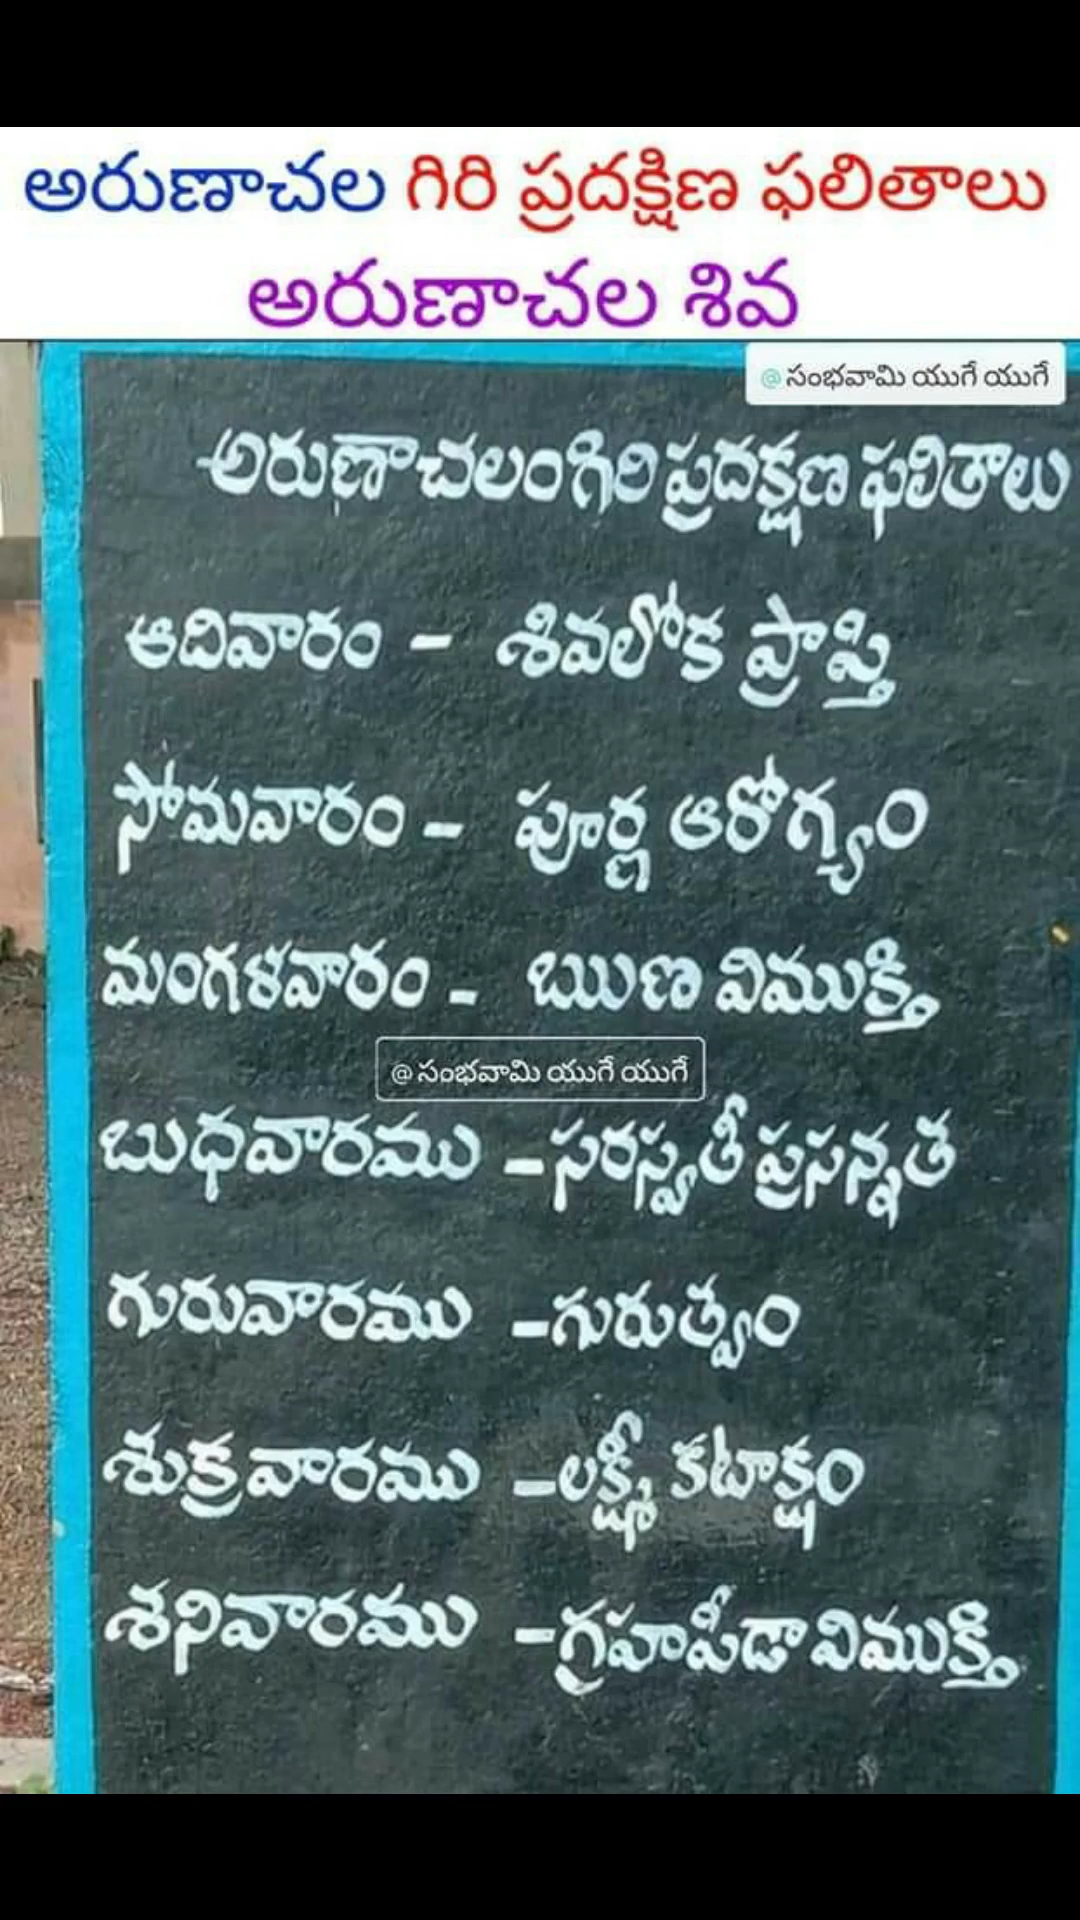 అరుణాచల గిరి ప్రదక్షిణ ఫలితాలు
అరుణాచల శివ
@ సంభవామి యుగే యుగే
అరుణాచలంగిరి ప్రదక్షణ ఫలితాలు
ఆదివారం - శివలోక ప్రాప్తి
సోమవారం - పూర్ణ ఆరోగ్యం
మంగళవారం - ఋణ విముక్తి
@ సంభవామి యుగే యుగే
బుధవారము - సరస్వతీ ప్రసన్నత
గురువారము - గురుత్వం
శుక్రవారము - లక్ష్మీ కటాక్షం
శనివారము - గ్రహపీడా విముక్తి